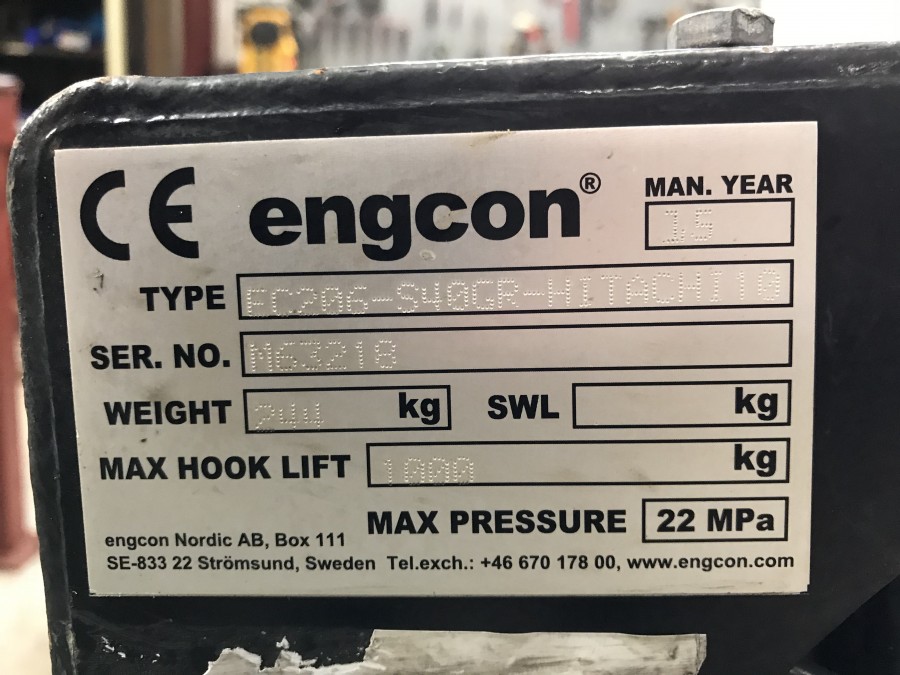 CE engcon® MAN. YEAR
15
TYPE EC206-S40GR-HITACHI10
SER. NO. M63218
WEIGHT 244 kg SWL kg
MAX HOOK LIFT 1000 kg
MAX PRESSURE 22 MPa
engcon Nordic AB, Box 111
SE-833 22 Strömsund, Sweden Tel.exch.: +46 670 178 00, www.engcon.com